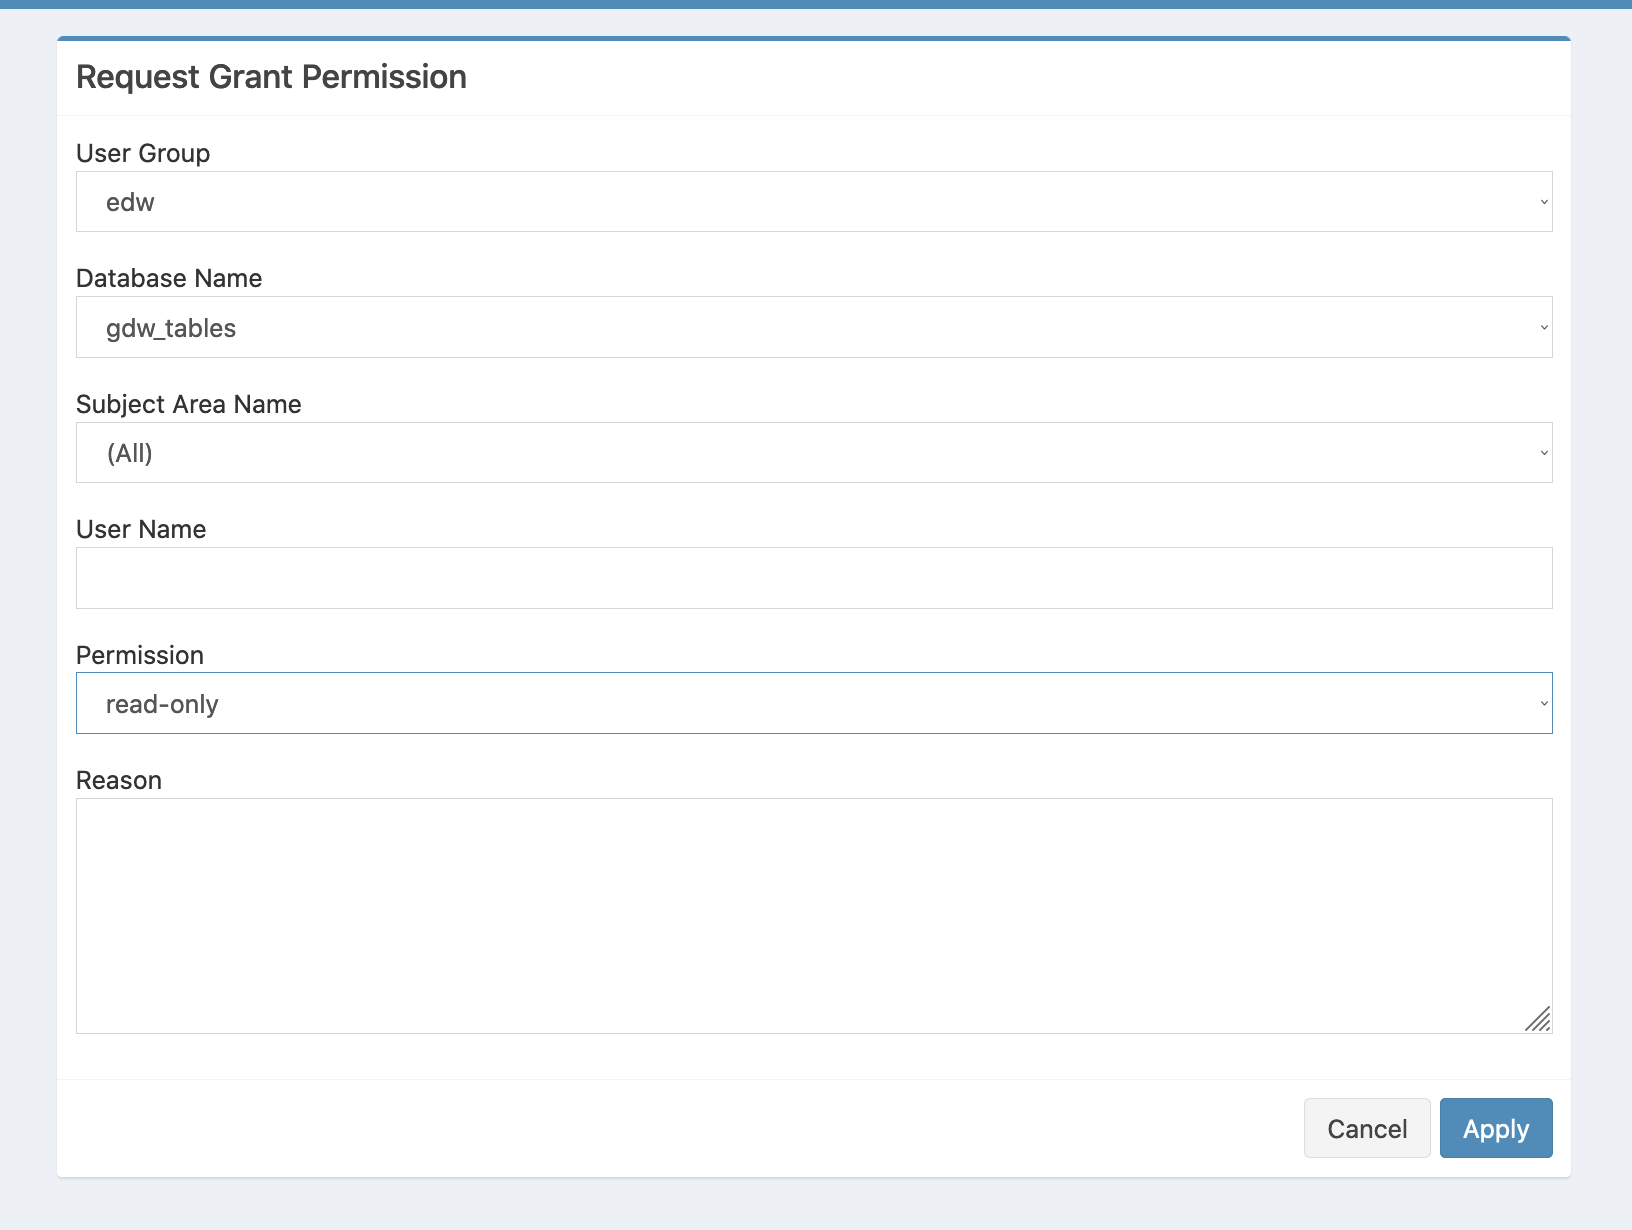 Request Grant Permission
User Group
edw
Database Name
gdw_tables
Subject Area Name
(All)
User Name
Permission
read-only
Reason
Cancel Apply